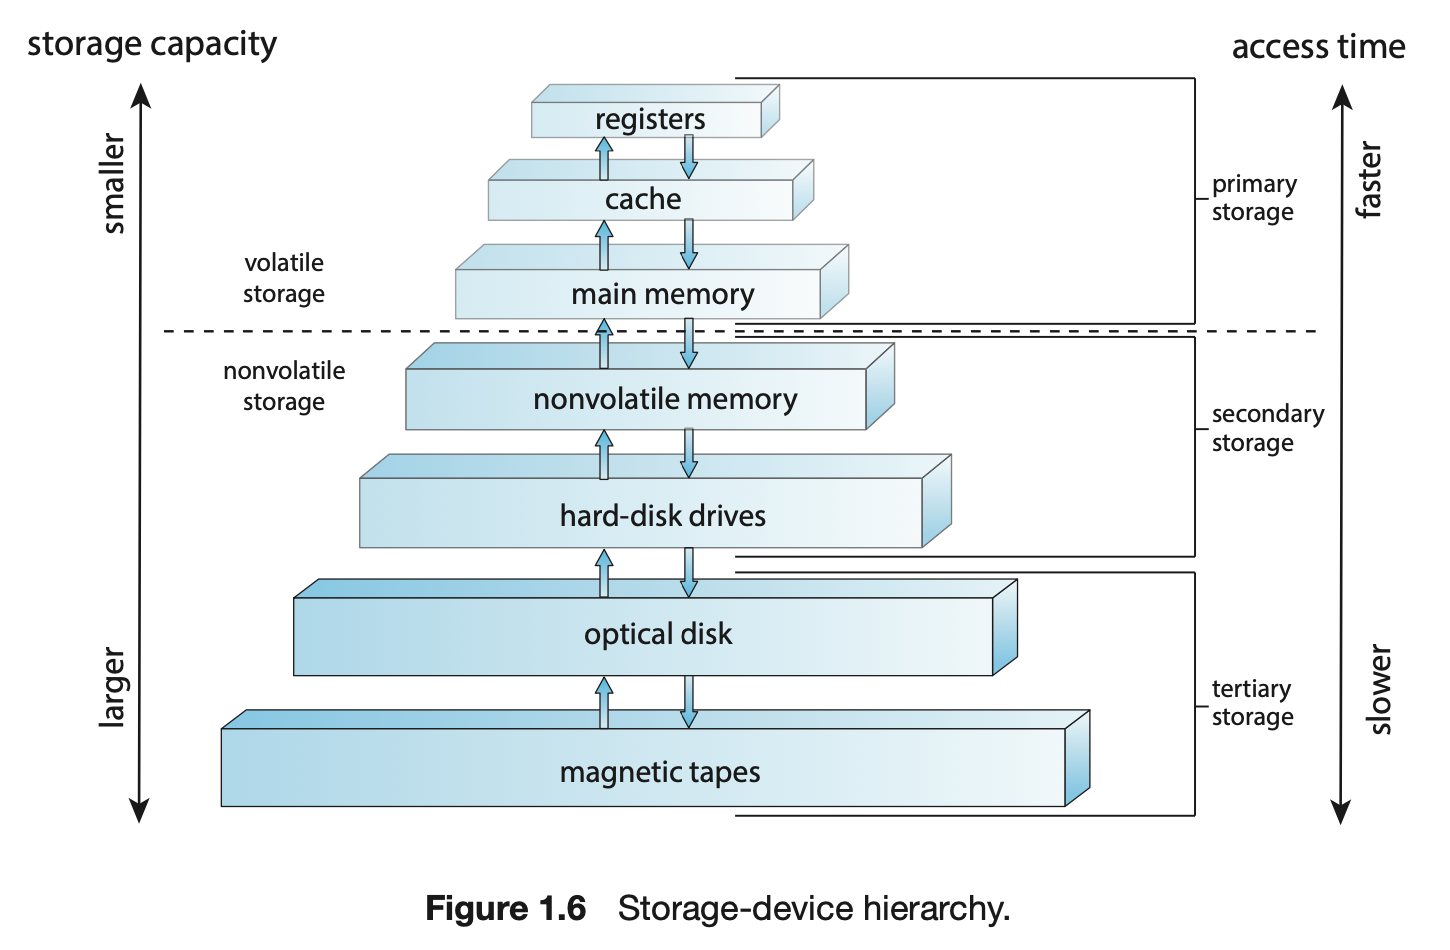 storage capacity
access time
smaller
larger
faster
slower
registers
cache
main memory
nonvolatile memory
hard-disk drives
optical disk
magnetic tapes
volatile
storage
nonvolatile
storage
primary
storage
secondary
storage
tertiary
storage
Figure 1.6 Storage-device hierarchy.